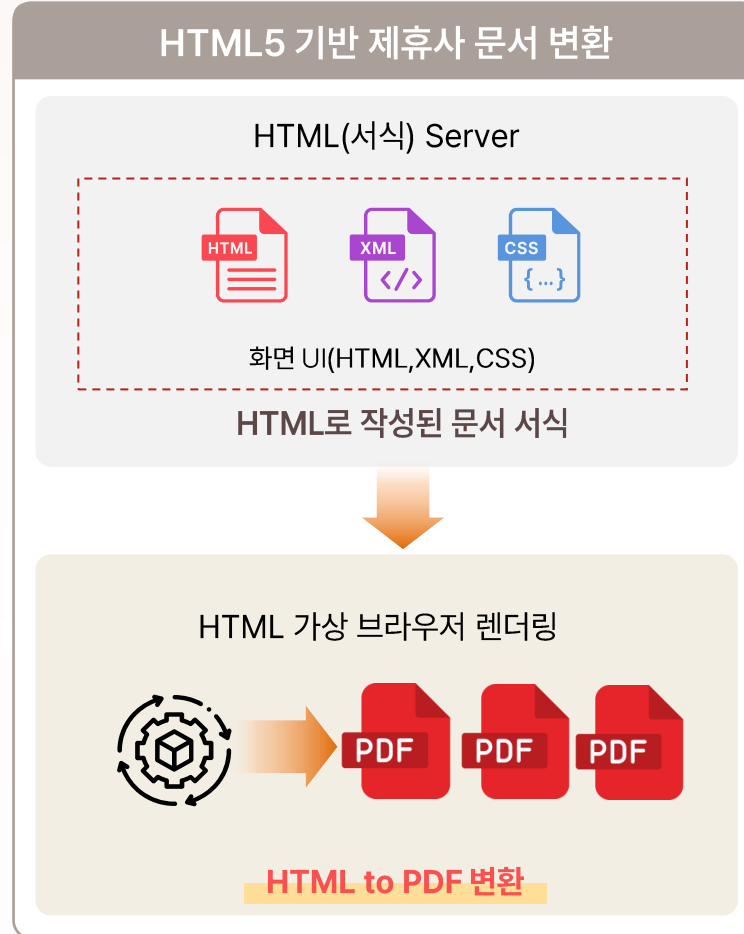 HTML5 기반 제휴사 문서 변환
HTML(서식) Server
HTML
XML
CSS
</>
{...}
화면 UI(HTML,XML,CSS)
HTML로 작성된 문서 서식
HTML 가상 브라우저 렌더링
PDF
PDF
PDF
HTML to PDF 변환